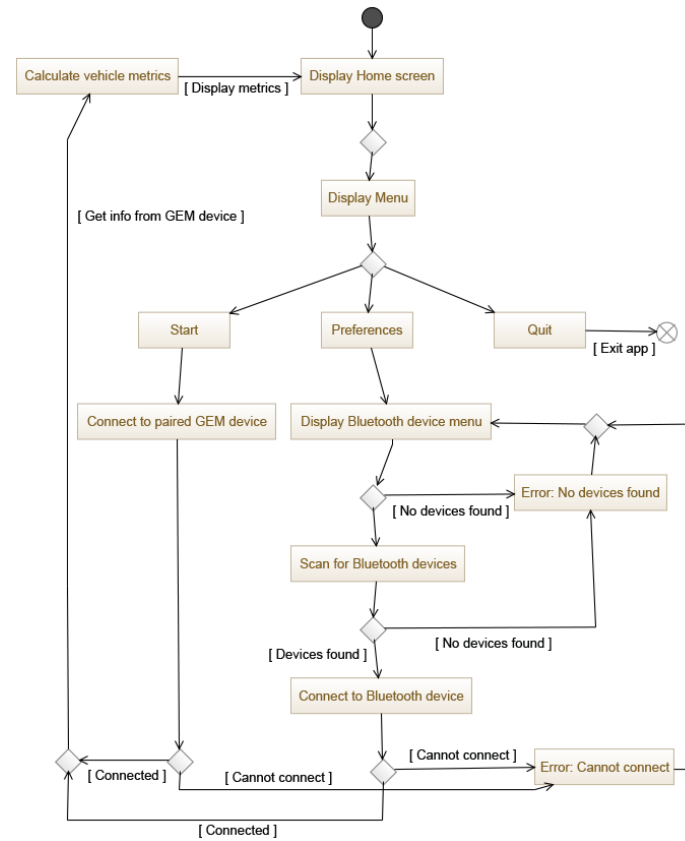 Calculate vehicle metrics
[ Display metrics ]
Display Home screen
Display Menu
[ Get info from GEM device ]
Start
Preferences
Quit
[ Exit app ]
Connect to paired GEM device
Display Bluetooth device menu
[ No devices found ]
Error: No devices found
Scan for Bluetooth devices
[ Devices found ]
[ No devices found ]
Connect to Bluetooth device
[ Connected ]
[ Cannot connect ]
[ Cannot connect ]
Error: Cannot connect
[ Connected ]